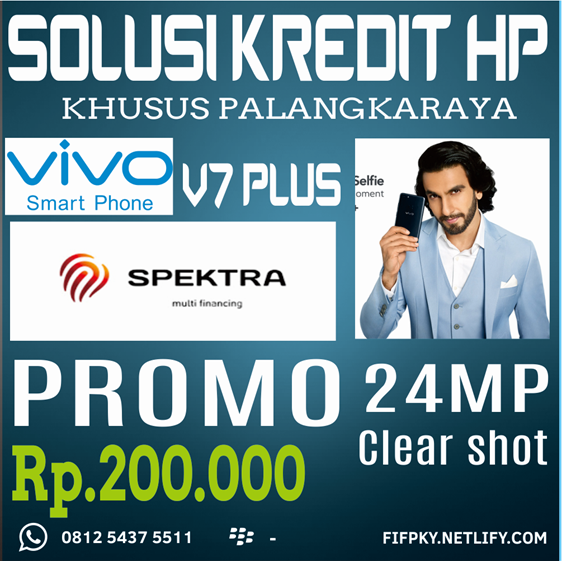 SOLUSI KREDIT HP
KHUSUS PALANGKARAYA
vivo
Smart Phone
V7 PLUS
Selfie
oment
+
SPEKTRA
multi financing
PROMO
Rp.200.000
24MP
Clear shot
0812 5437 5511
-
FIFPKY.NETLIFY.COM